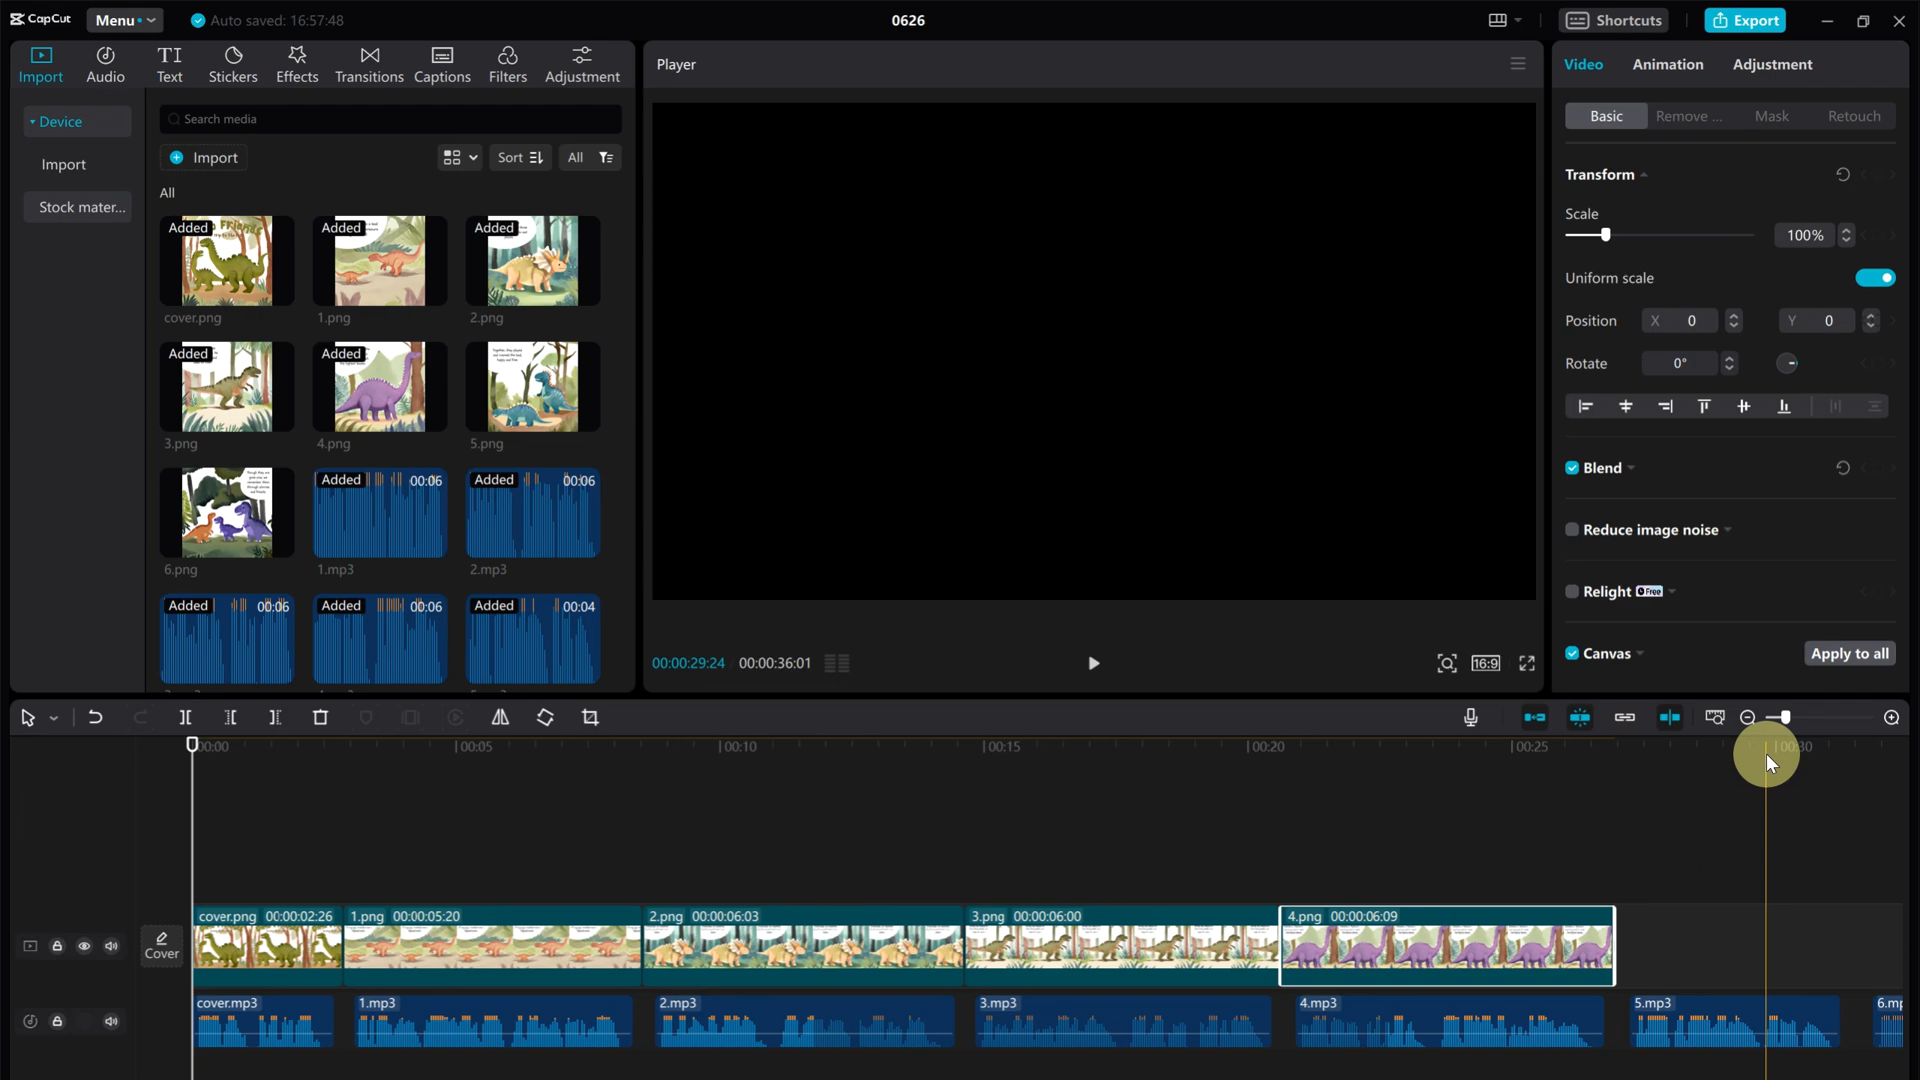 CapCut Menu Auto saved: 16:57:48 0626 Shortcuts Export
Import Audio Text Stickers Effects Transitions Captions Filters Adjustment
Player
Video Animation Adjustment
Device
Import
Stock mater...
Search media
Import Sort All
All
Added
cover.png
Added
1.png
Added
2.png
Added
3.png
Added
4.png
5.png
6.png
Added 00:06
1.mp3
Added 00:06
2.mp3
Added 00:06
Added 00:06
Added 00:04
00:00:29:24 00:00:36:01
16:9
Basic Remove ... Mask Retouch
Transform
Scale
100%
Uniform scale
Position X 0 Y 0
Rotate 0°
Blend
Reduce image noise
Relight Free
Canvas Apply to all
00:00 00:05 00:10 00:15 00:20 00:25 00:30
Cover
cover.png 00:00:02:26 1.png 00:00:05:20 2.png 00:00:06:03 3.png 00:00:06:00 4.png 00:00:06:09
cover.mp3 1.mp3 2.mp3 3.mp3 4.mp3 5.mp3 6.mp